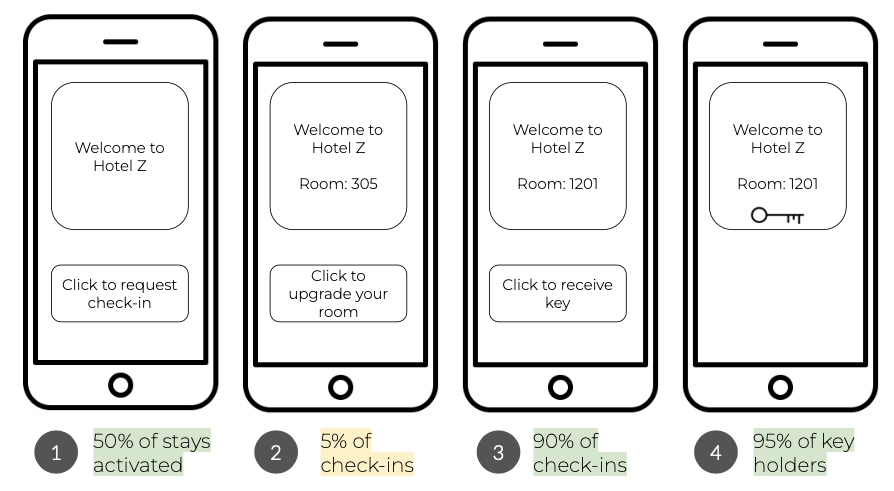 Welcome to
Hotel Z
Click to request
check-in
1
50% of stays
activated
Welcome to
Hotel Z
Room: 305
Click to
upgrade your
room
2
5% of
check-ins
Welcome to
Hotel Z
Room: 1201
Click to receive
key
3
90% of
check-ins
Welcome to
Hotel Z
Room: 1201
4
95% of key
holders